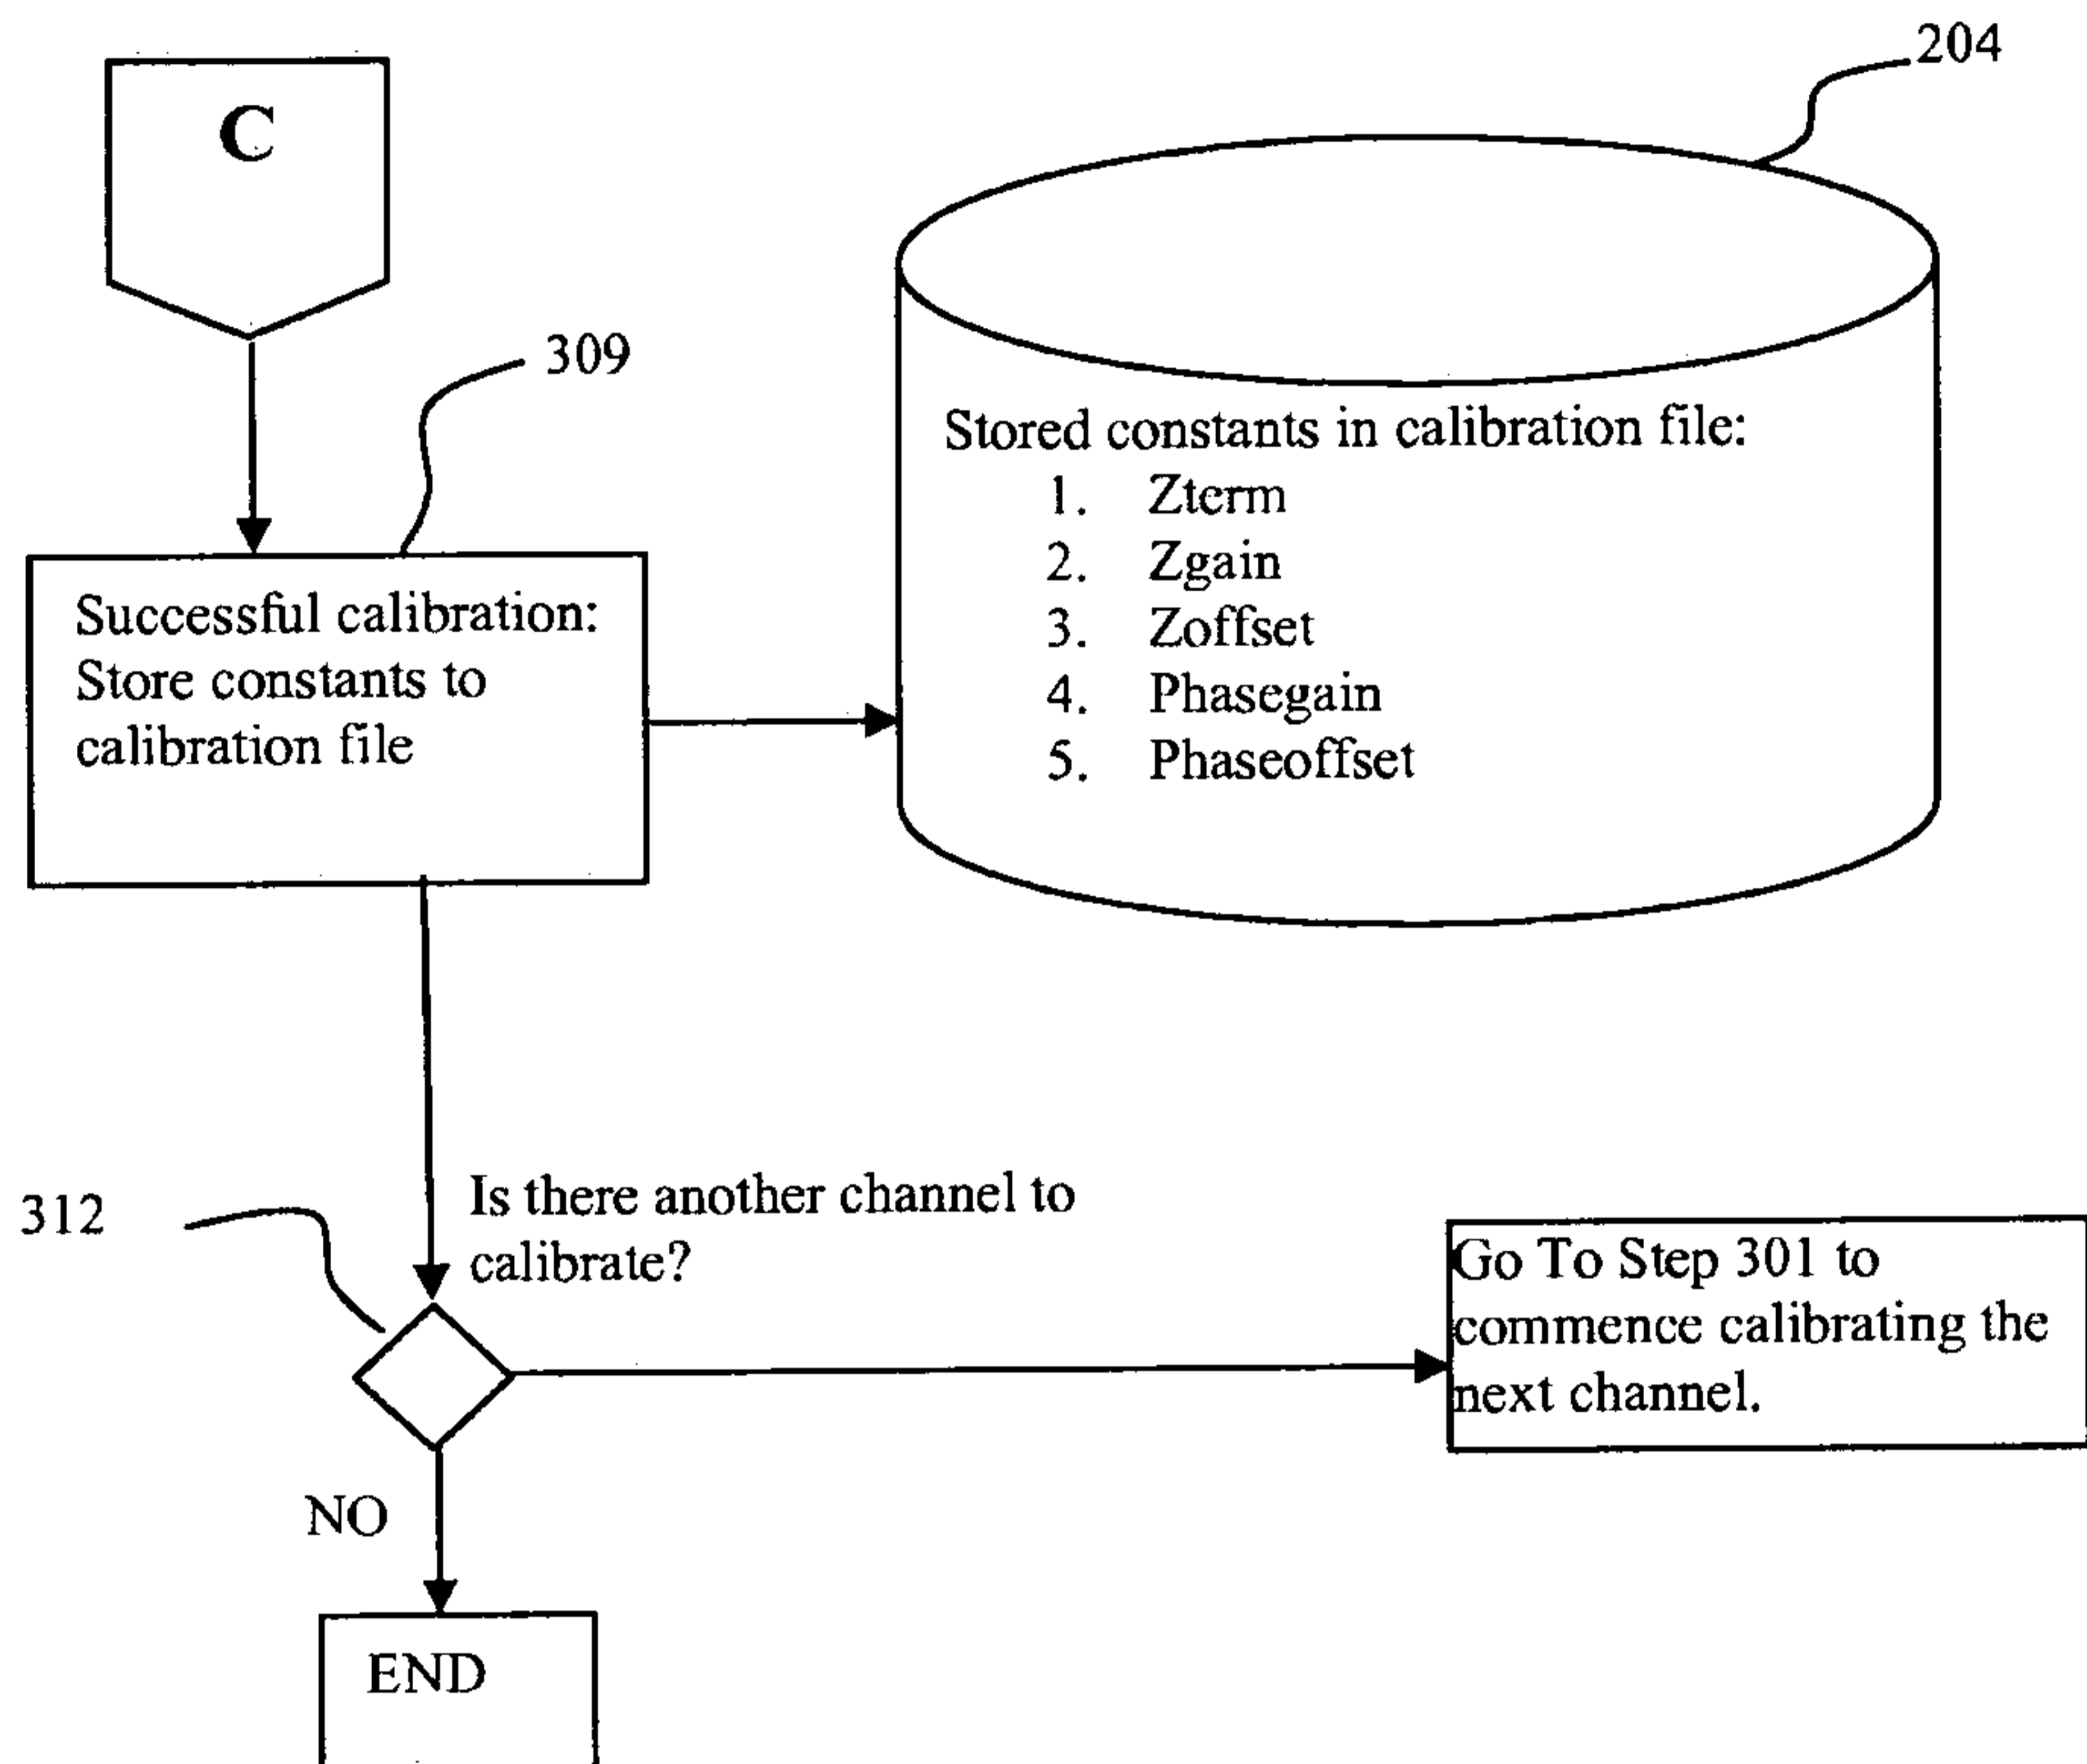 204
C
309
Stored constants in calibration file:
1. Zterm
2. Zgain
3. Zoffset
4. Phasegain
5. Phaseoffset
Successful calibration:
Store constants to
calibration file
312
Is there another channel to
calibrate?
Go To Step 301 to
commence calibrating the
next channel.
NO
END